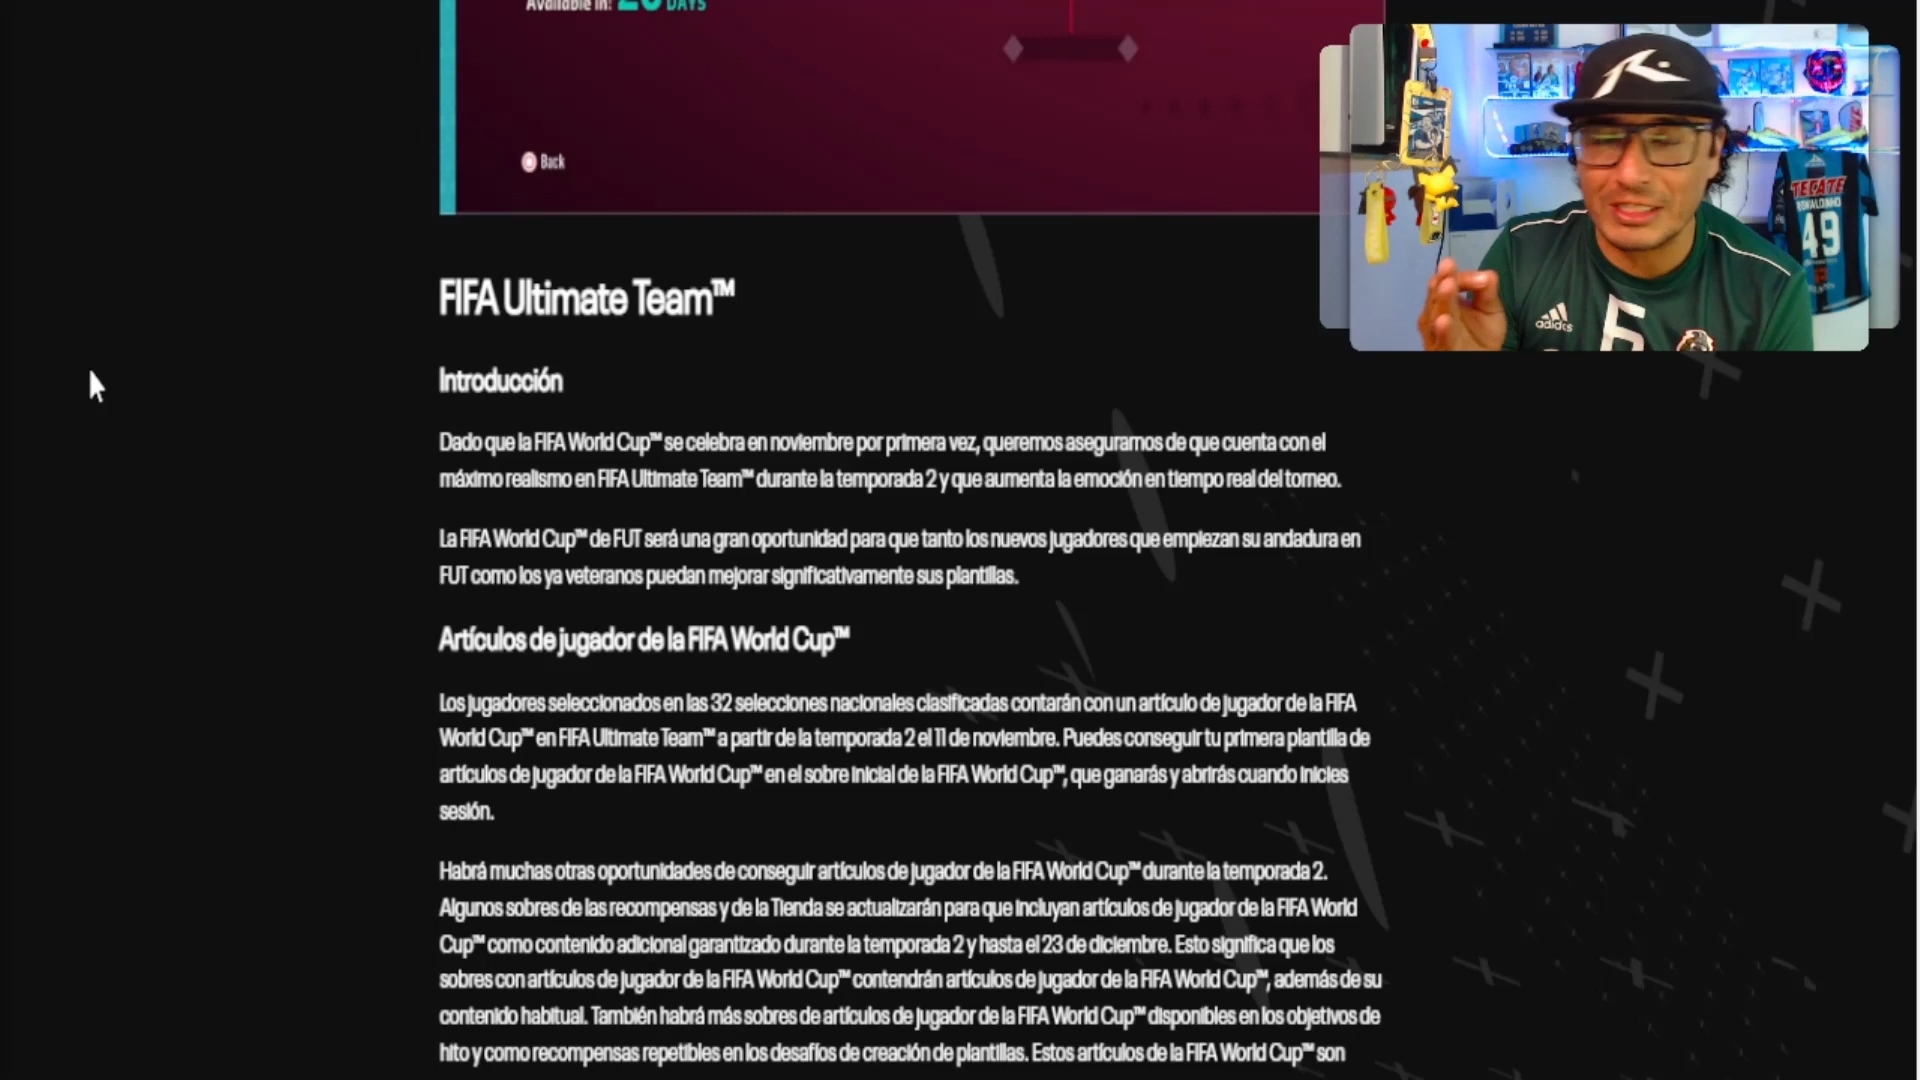 Available in: 20 DAYS
Back
TECATE
RONALDINHO
49
adidas
FIFA Ultimate Team™
Introducción
Dado que la FIFA World Cup™ se celebra en noviembre por primera vez, queremos asegurarnos de que cuenta con el
máximo realismo en FIFA Ultimate Team™ durante la temporada 2 y que aumenta la emoción en tiempo real del torneo.
La FIFA World Cup™ de FUT será una gran oportunidad para que tanto los nuevos jugadores que empiezan su andadura en
FUT como los ya veteranos puedan mejorar significativamente sus plantillas.
Artículos de jugador de la FIFA World Cup™
Los jugadores seleccionados en las 32 selecciones nacionales clasificadas contarán con un artículo de jugador de la FIFA
World Cup™ en FIFA Ultimate Team™ a partir de la temporada 2 el 11 de noviembre. Puedes conseguir tu primera plantilla de
artículos de jugador de la FIFA World Cup™ en el sobre inicial de la FIFA World Cup™, que ganarás y abrirás cuando inicies
sesión.
Habrá muchas otras oportunidades de conseguir artículos de jugador de la FIFA World Cup™ durante la temporada 2.
Algunos sobres de las recompensas y de la Tienda se actualizarán para que incluyan artículos de jugador de la FIFA World
Cup™ como contenido adicional garantizado durante la temporada 2 y hasta el 23 de diciembre. Esto significa que los
sobres con artículos de jugador de la FIFA World Cup™ contendrán artículos de jugador de la FIFA World Cup™, además de su
contenido habitual. También habrá más sobres de artículos de jugador de la FIFA World Cup™ disponibles en los objetivos de
hito y como recompensas repetibles en los desafíos de creación de plantillas. Estos artículos de la FIFA World Cup™ son